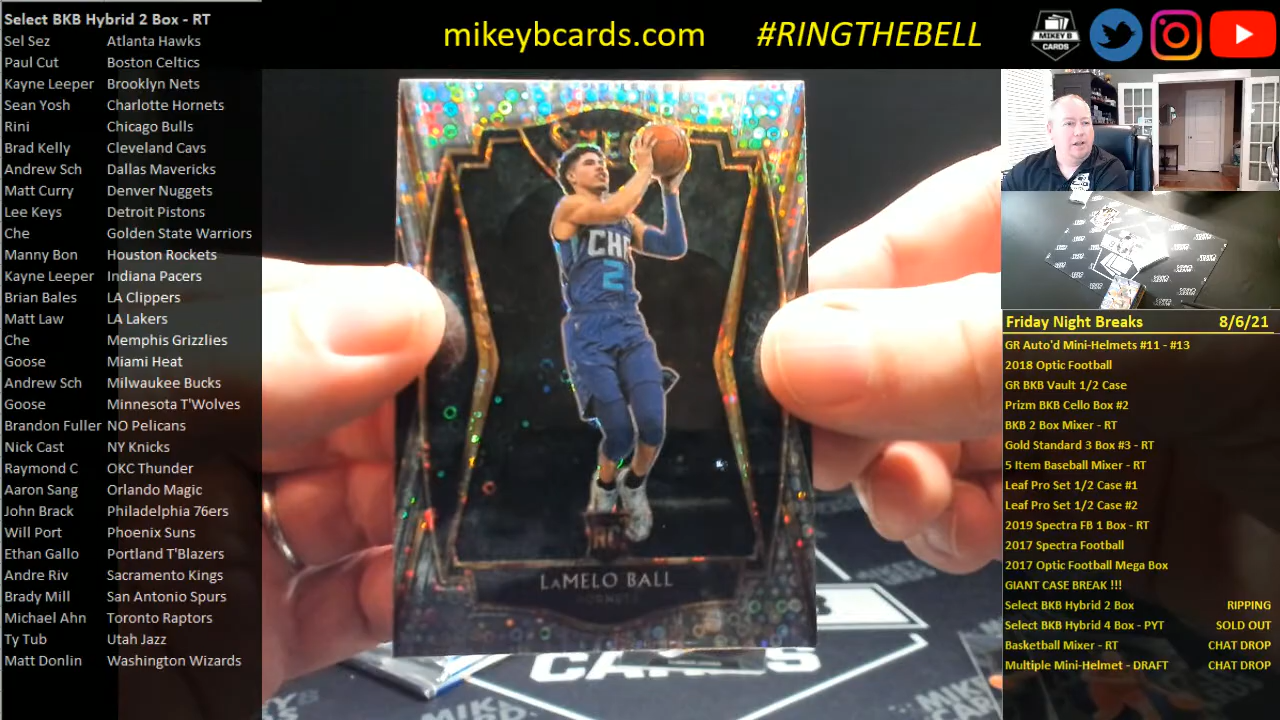 Select BKB Hybrid 2 Box - RT
Sel Sez Atlanta Hawks
Paul Cut Boston Celtics
Kayne Leeper Brooklyn Nets
Sean Yosh Charlotte Hornets
Rini Chicago Bulls
Brad Kelly Cleveland Cavs
Andrew Sch Dallas Mavericks
Matt Curry Denver Nuggets
Lee Keys Detroit Pistons
Che Golden State Warriors
Manny Bon Houston Rockets
Kayne Leeper Indiana Pacers
Brian Bales LA Clippers
Matt Law LA Lakers
Che Memphis Grizzlies
Goose Miami Heat
Andrew Sch Milwaukee Bucks
Goose Minnesota T'Wolves
Brandon Fuller NO Pelicans
Nick Cast NY Knicks
Raymond C OKC Thunder
Aaron Sang Orlando Magic
John Brack Philadelphia 76ers
Will Port Phoenix Suns
Ethan Gallo Portland T'Blazers
Andre Riv Sacramento Kings
Brady Mill San Antonio Spurs
Michael Ahn Toronto Raptors
Ty Tub Utah Jazz
Matt Donlin Washington Wizards
mikeybcards.com #RINGTHEBELL
MIKEY B
CARDS
CHA
2
RC
LAMELO BALL
HORNETS
CARDS
Friday Night Breaks 8/6/21
GR Auto'd Mini-Helmets #11 - #13
2018 Optic Football
GR BKB Vault 1/2 Case
Prizm BKB Cello Box #2
BKB 2 Box Mixer - RT
Gold Standard 3 Box #3 - RT
5 Item Baseball Mixer - RT
Leaf Pro Set 1/2 Case #1
Leaf Pro Set 1/2 Case #2
2019 Spectra FB 1 Box - RT
2017 Spectra Football
2017 Optic Football Mega Box
GIANT CASE BREAK !!!
Select BKB Hybrid 2 Box RIPPING
Select BKB Hybrid 4 Box - PYT SOLD OUT
Basketball Mixer - RT CHAT DROP
Multiple Mini-Helmet - DRAFT CHAT DROP